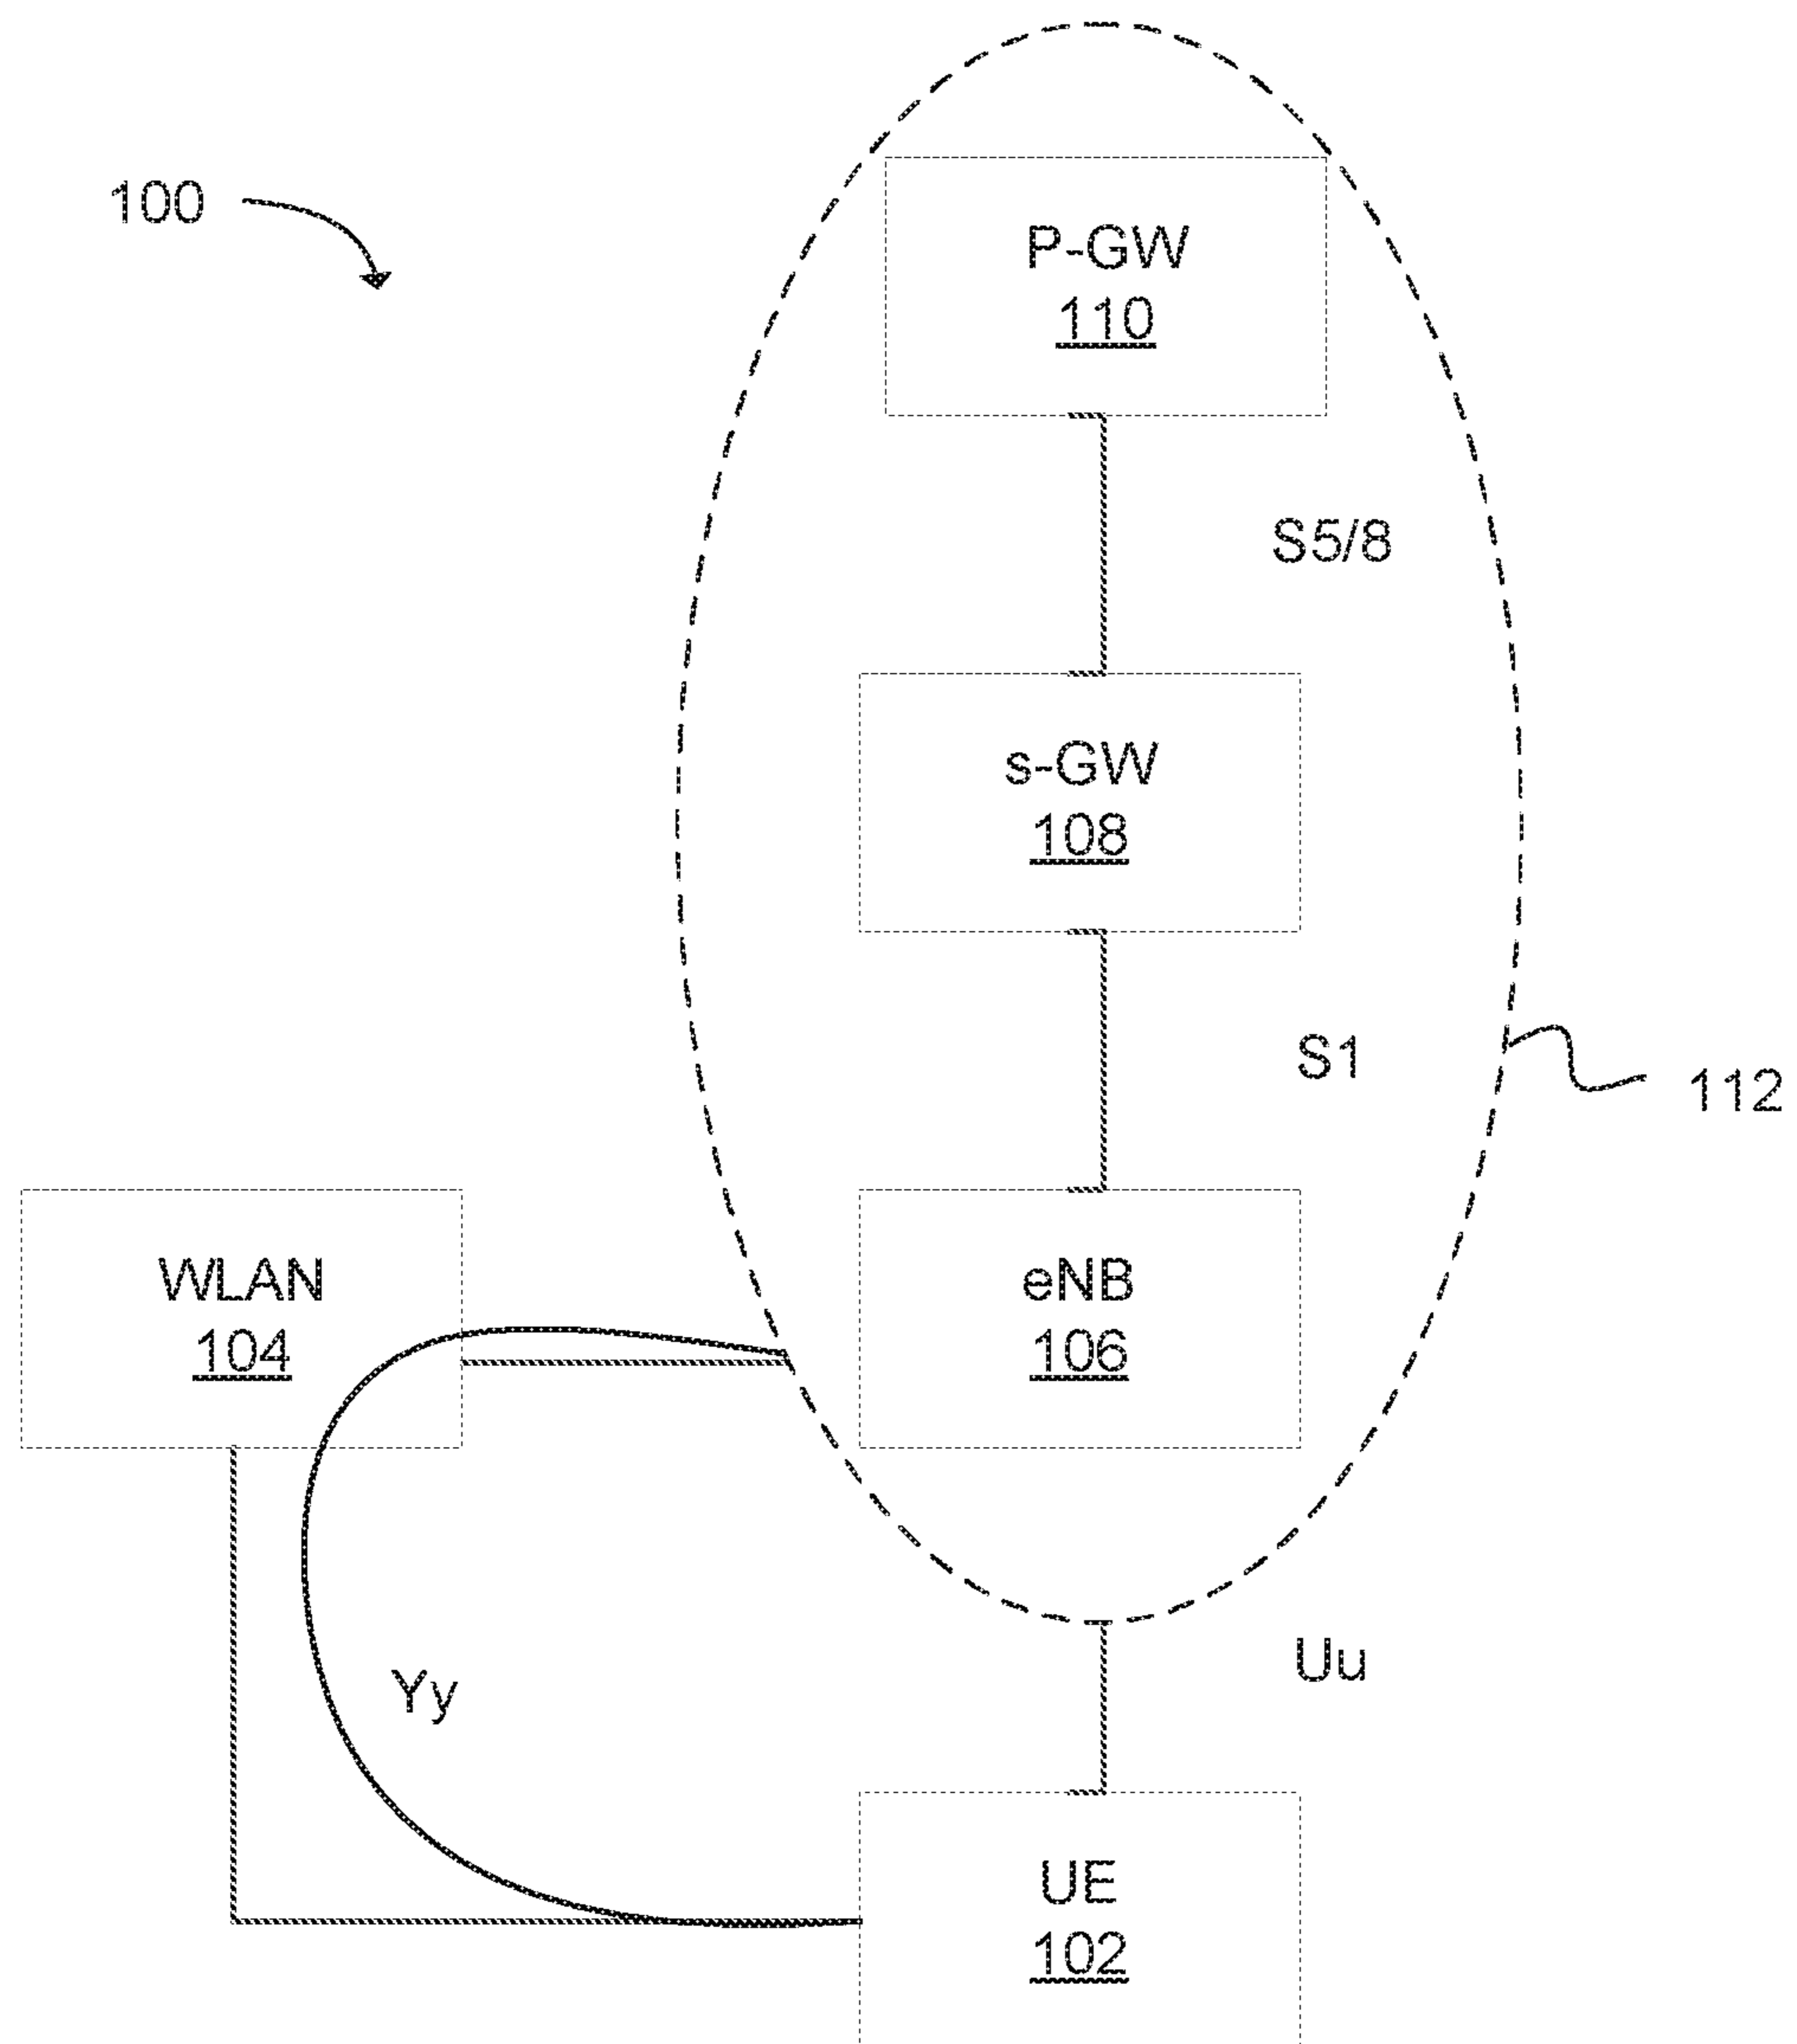 100
P-GW
110
S5/8
s-GW
108
S1
112
WLAN
104
eNB
106
Yy
Uu
UE
102